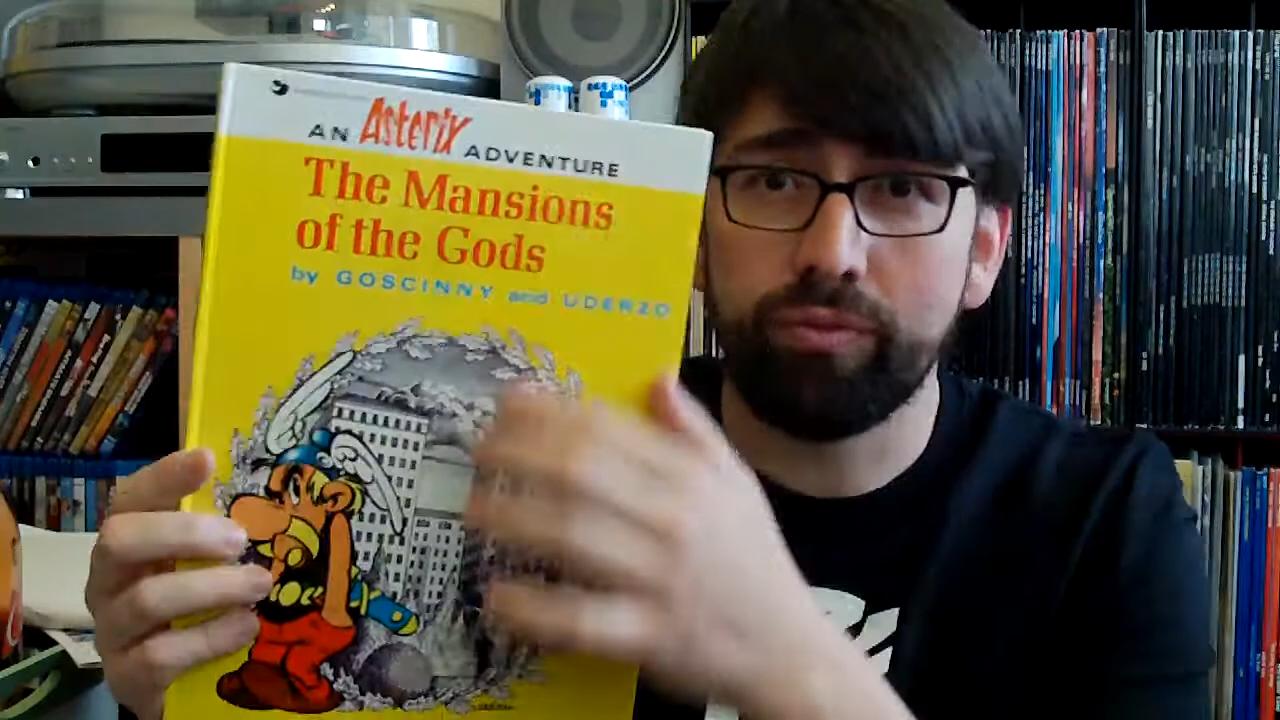 AN Asterix ADVENTURE
The Mansions
of the Gods
by GOSCINNY and UDERZO